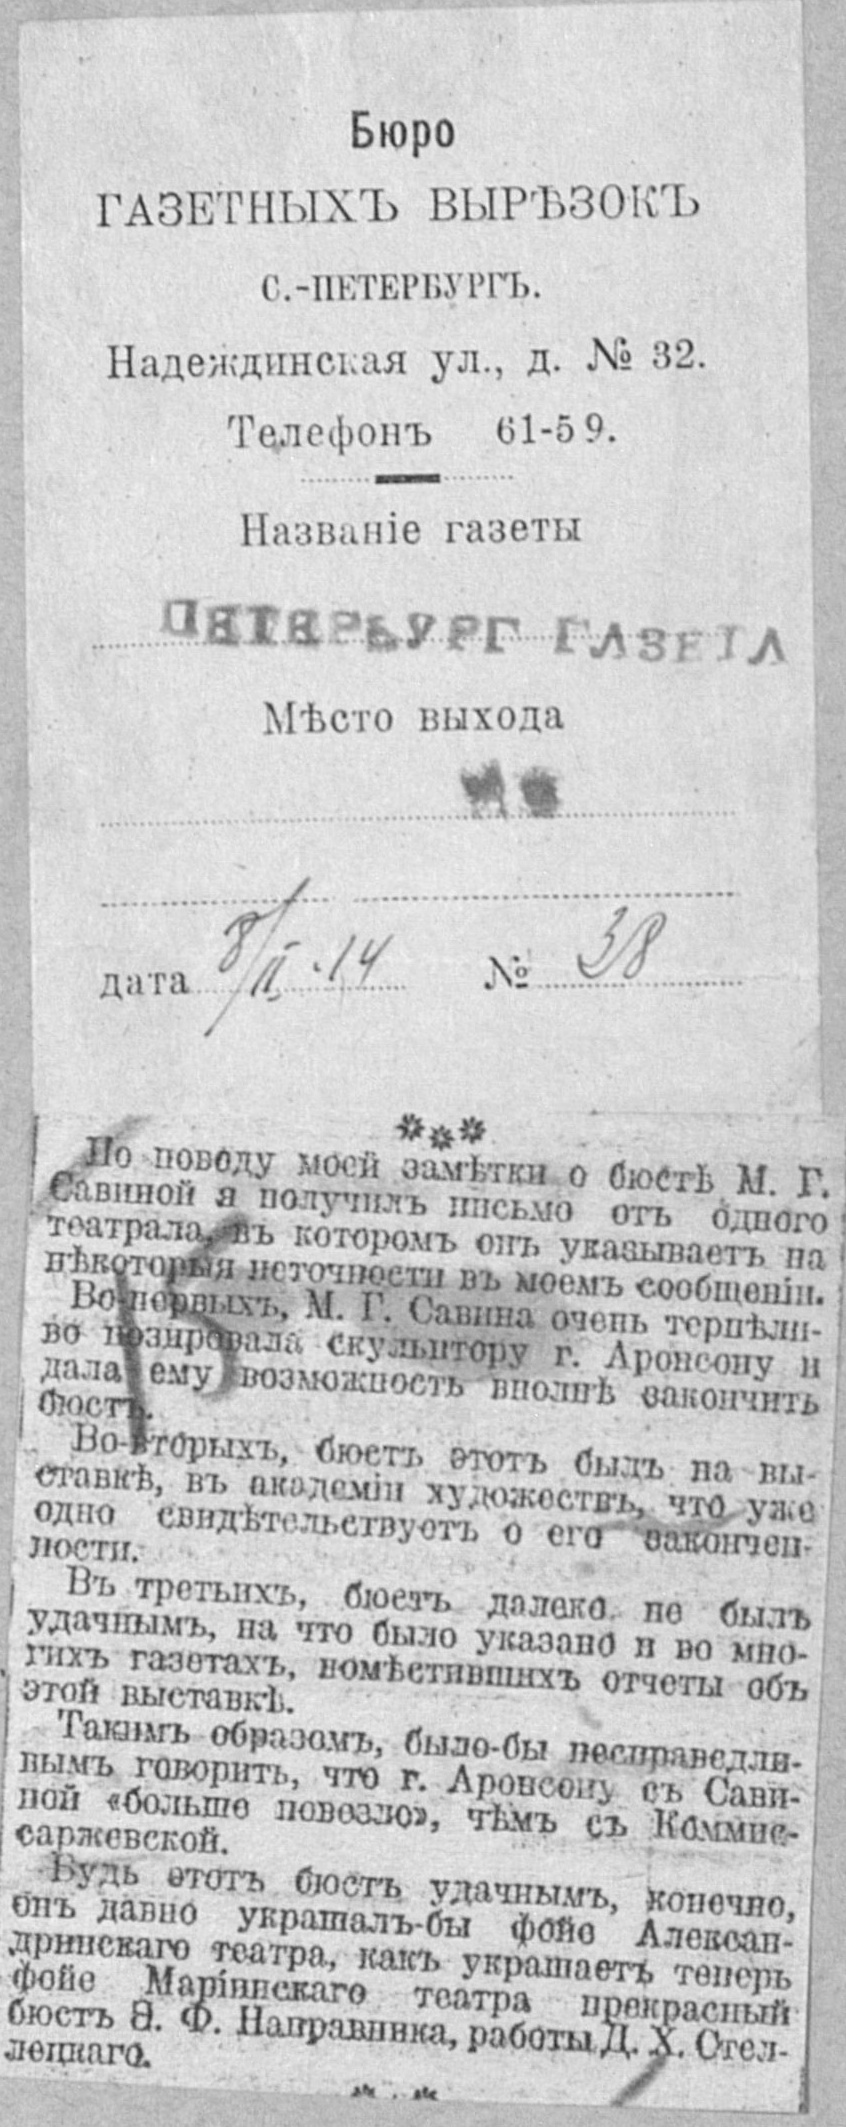 Бюро
ГАЗЕТНЫХЪ ВЫРѢЗОКЪ
С.-ПЕТЕРБУРГЪ.
Надеждинская ул., д. № 32.
Телефонъ 61-59.
Названіе газеты
ПЕТЕРБУРГ ГАЗЕТА
Мѣсто выхода
дата 8/II.14 № 38
По поводу моей замѣтки о бюстѣ М. Г.
Савиной я получилъ письмо отъ одного
театрала, въ которомъ онъ указываетъ на
нѣкоторыя неточности въ моемъ сообщеніи.
Во-первыхъ, М. Г. Савина очень терпѣли-
во позировала скульптору г. Аронсону и
дала ему возможность вполнѣ закончить
бюстъ.
Во-вторыхъ, бюстъ этотъ былъ на вы-
ставкѣ, въ академіи художествъ, что уже
одно свидѣтельствуетъ о его закончен-
ности.
Въ третьихъ, бюстъ далеко не былъ
удачнымъ, на что было указано и во мно-
гихъ газетахъ, помѣстившихъ отчеты объ
этой выставкѣ.
Такимъ образомъ, было-бы несправедли-
вымъ говорить, что г. Аронсону съ Сави-
ной «больше повезло», чѣмъ съ Коммис-
саржевской.
Будь этотъ бюстъ удачнымъ, конечно,
онъ давно украшалъ-бы фойе Алексан-
дринскаго театра, какъ украшаетъ теперь
фойе Маріинскаго театра прекрасный
бюстъ Э. Ф. Направника, работы Д. Х. Стел-
лецкаго.